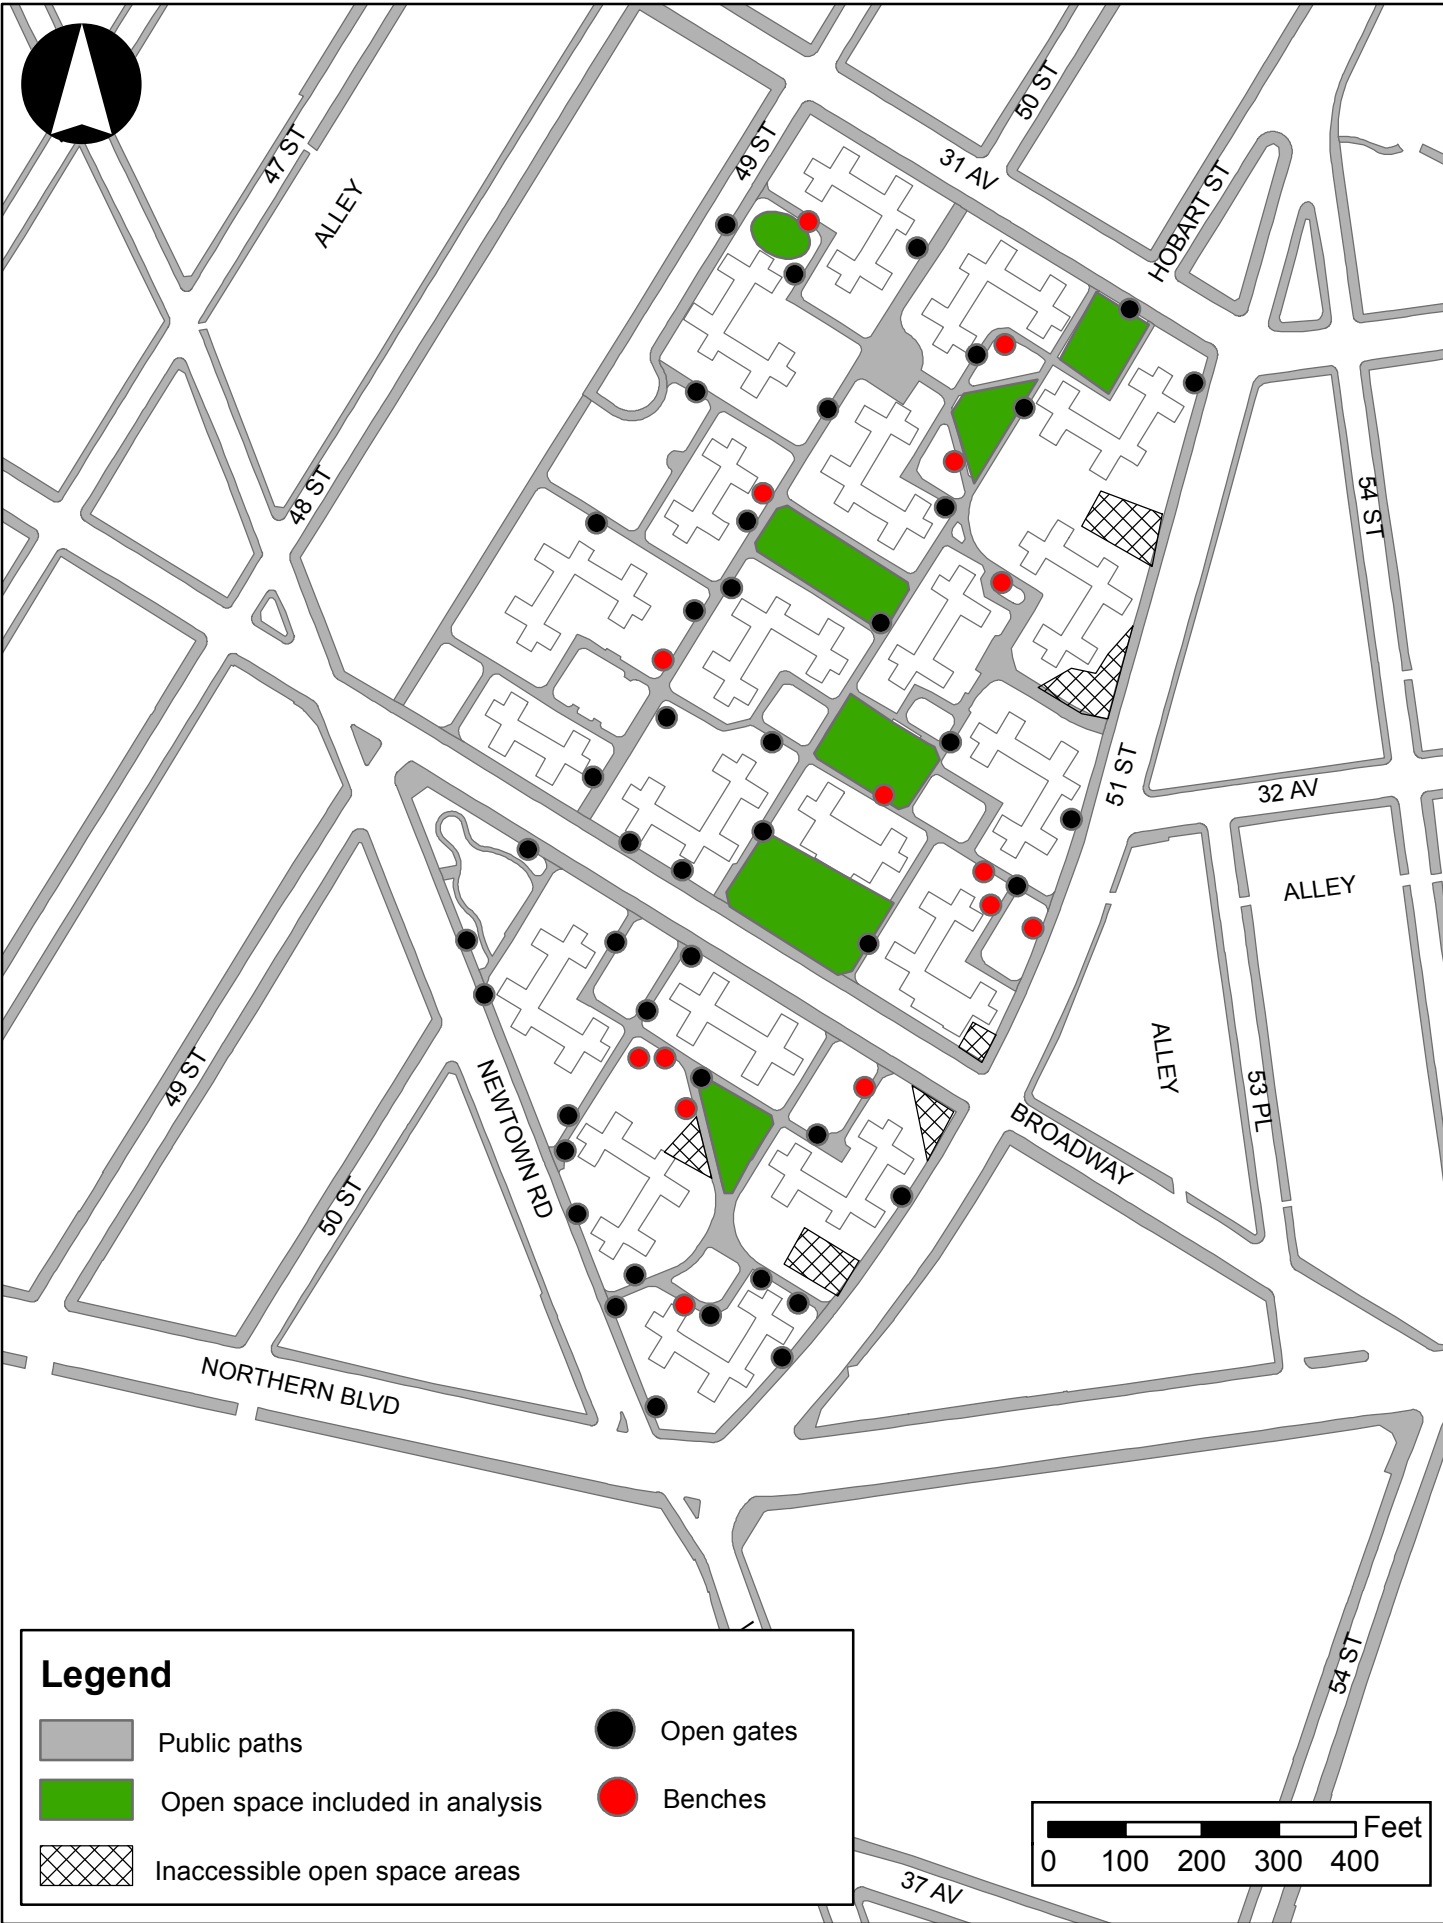 50 ST
47 ST
49 ST
31 AV
ALLEY
HOBART ST
48 ST
54 ST
51 ST
32 AV
ALLEY
49 ST
NEWTOWN RD
ALLEY
53 PL
BROADWAY
50 ST
NORTHERN BLVD
54 ST
Legend
Public paths
Open gates
Open space included in analysis
Benches
Inaccessible open space areas
Feet
0 100 200 300 400
37 AV